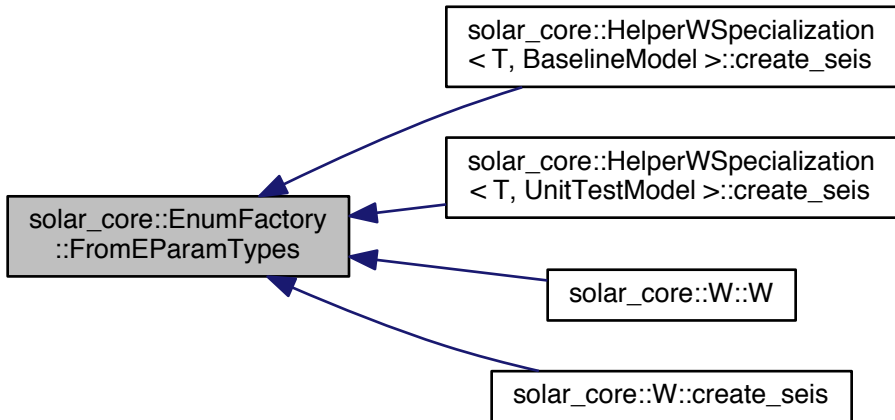 solar_core::HelperWSpecialization
< T, BaselineModel >::create_seis
solar_core::HelperWSpecialization
< T, UnitTestModel >::create_seis
solar_core::EnumFactory
::FromEParamTypes
solar_core::W::W
solar_core::W::create_seis